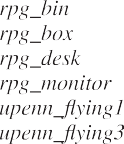 rpg_bin
rpg_box
rpg_desk
rpg_monitor
upenn_flying1
upenn_flying3